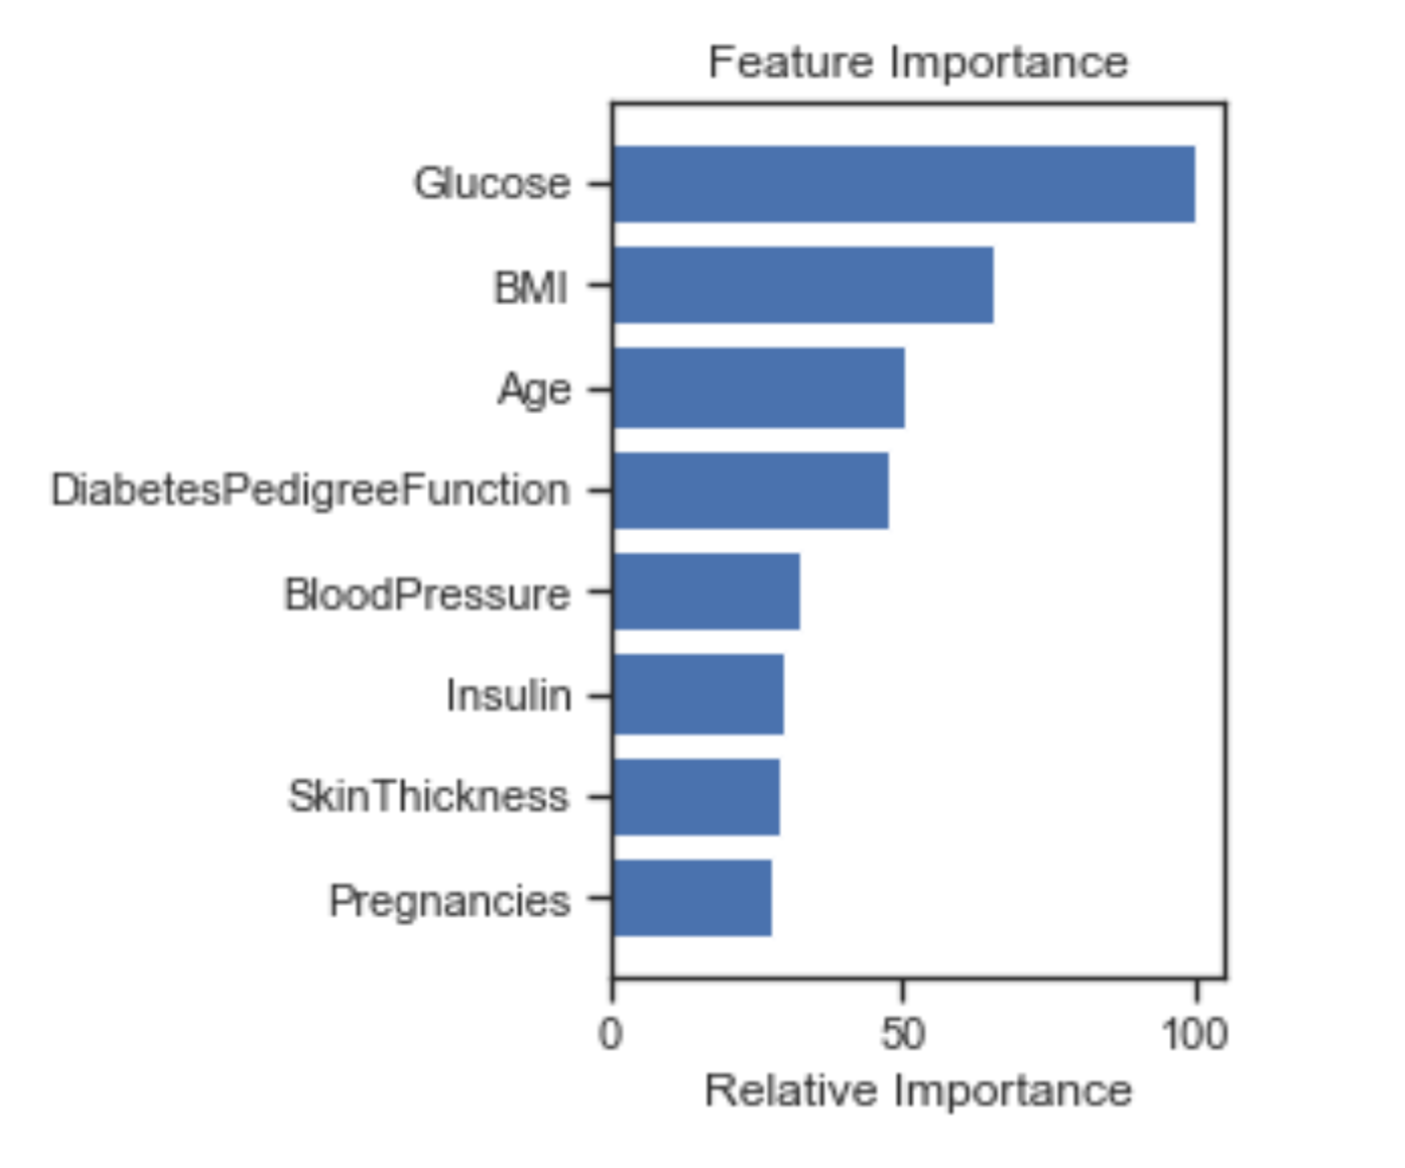 Feature Importance
Glucose
BMI
Age
DiabetesPedigreeFunction
BloodPressure
Insulin
SkinThickness
Pregnancies
0 50 100
Relative Importance